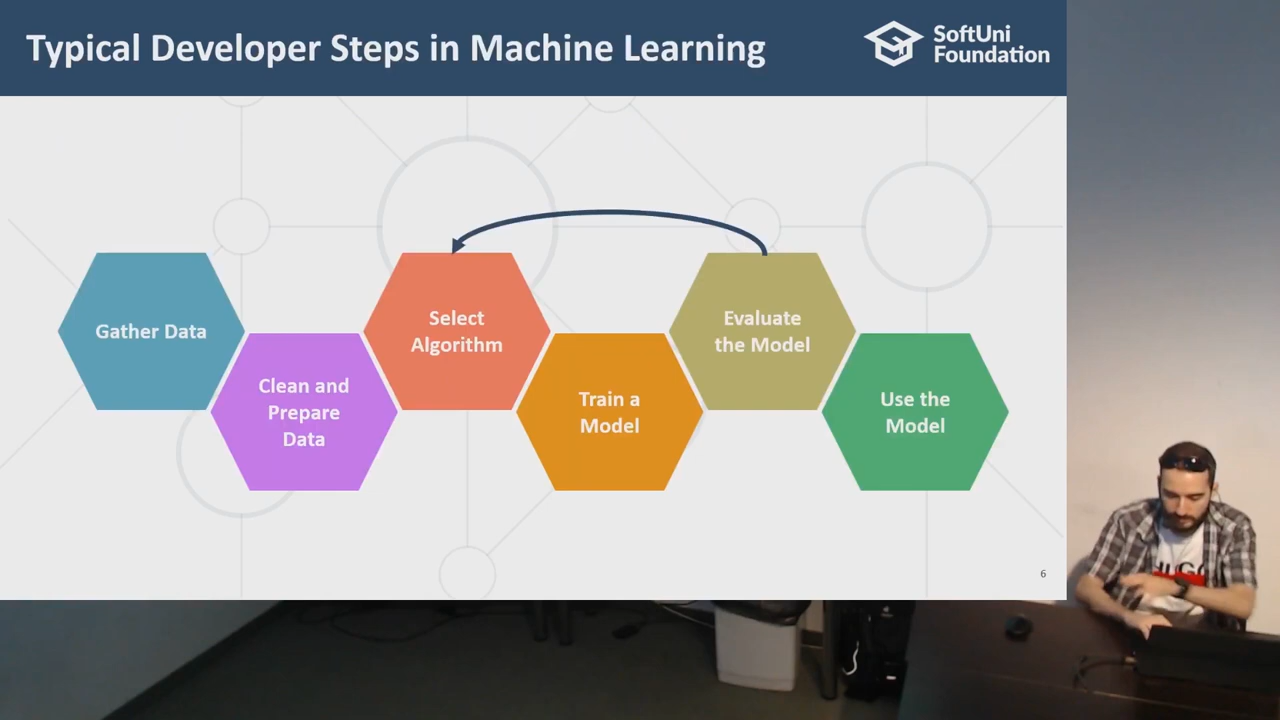 Typical Developer Steps in Machine Learning
SoftUni
Foundation
Gather Data
Clean and
Prepare
Data
Select
Algorithm
Train a
Model
Evaluate
the Model
Use the
Model
6